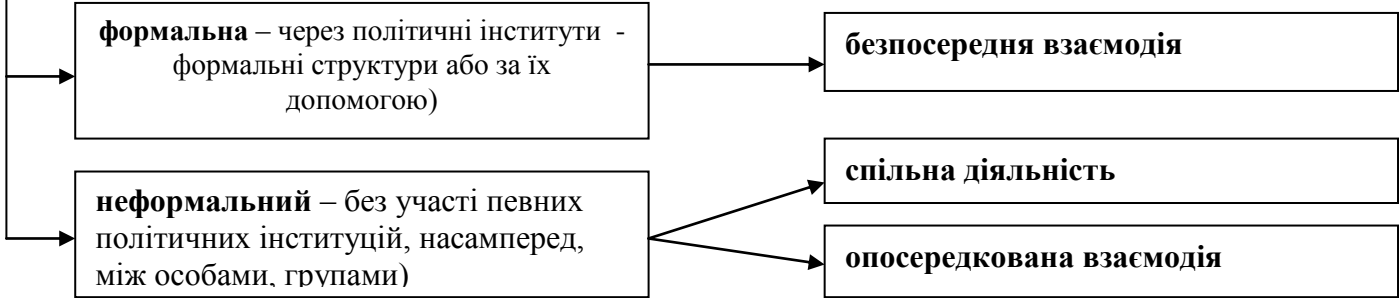 формальна – через політичні інститути -
формальні структури або за їх
допомогою)
безпосередня взаємодія
неформальний – без участі певних
політичних інституцій, насамперед,
між особами, групами)
спільна діяльність
опосередкована взаємодія